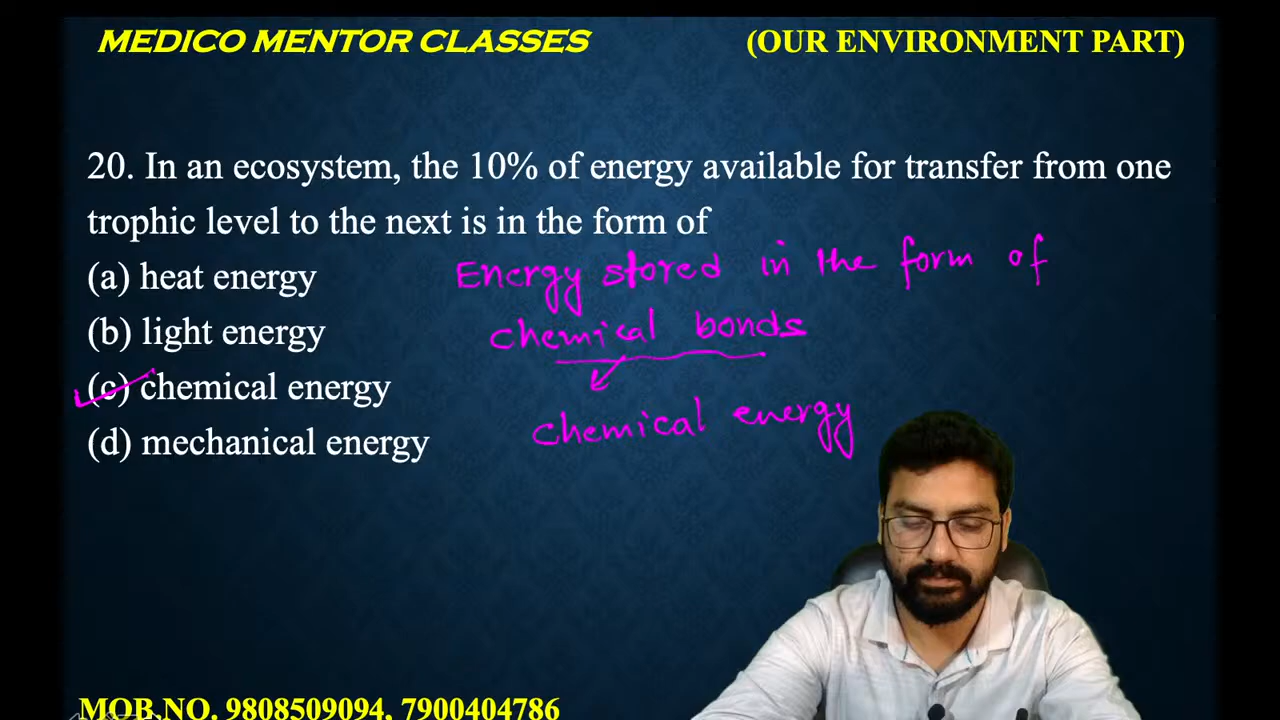 MEDICO MENTOR CLASSES (OUR ENVIRONMENT PART)
20. In an ecosystem, the 10% of energy available for transfer from one
trophic level to the next is in the form of
(a) heat energy
(b) light energy
(c) chemical energy
(d) mechanical energy
Energy stored in the form of
chemical bonds
chemical energy
MOB.NO. 9808509094, 7900404786